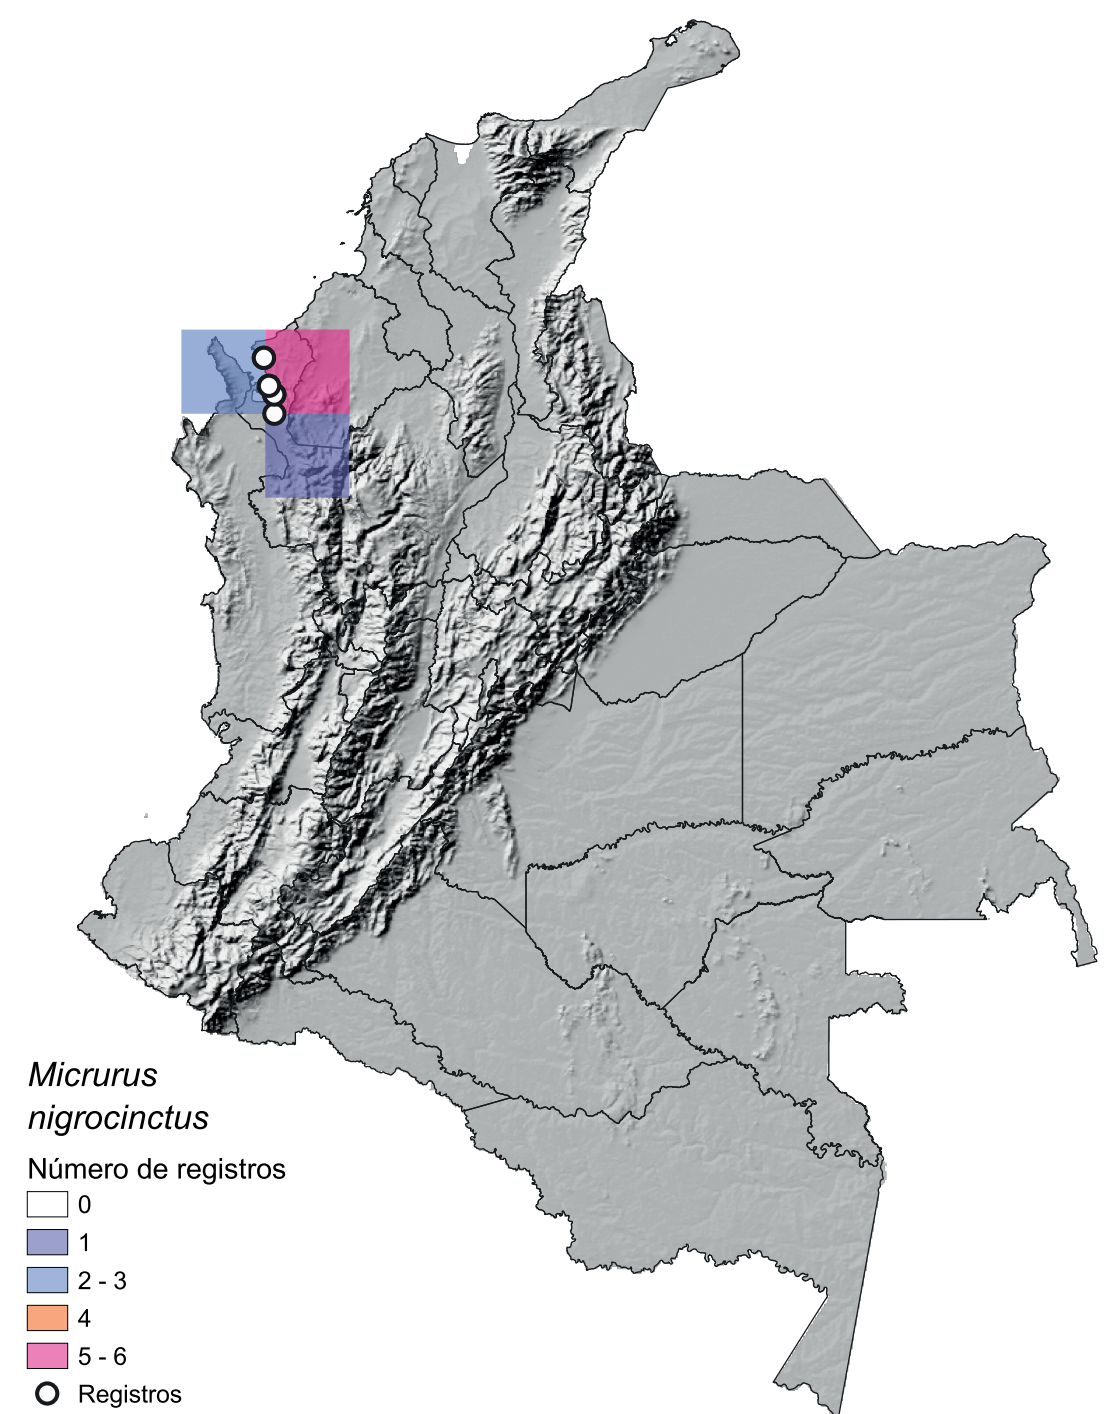 Micrurus
nigrocinctus
Número de registros
0
1
2 - 3
4
5 - 6
Registros